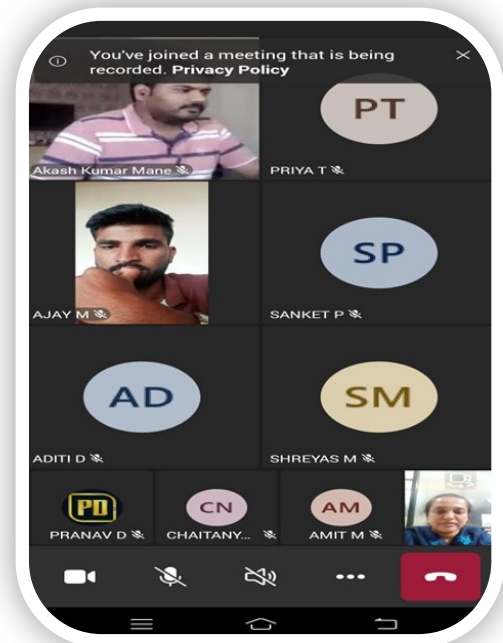 You've joined a meeting that is being
recorded. Privacy Policy
Akash Kumar Mane
PT
PRIYA T
AJAY M
SP
SANKET P
AD
ADITI D
SM
SHREYAS M
PD
PRANAV D
CN
CHAITANY...
AM
AMIT M